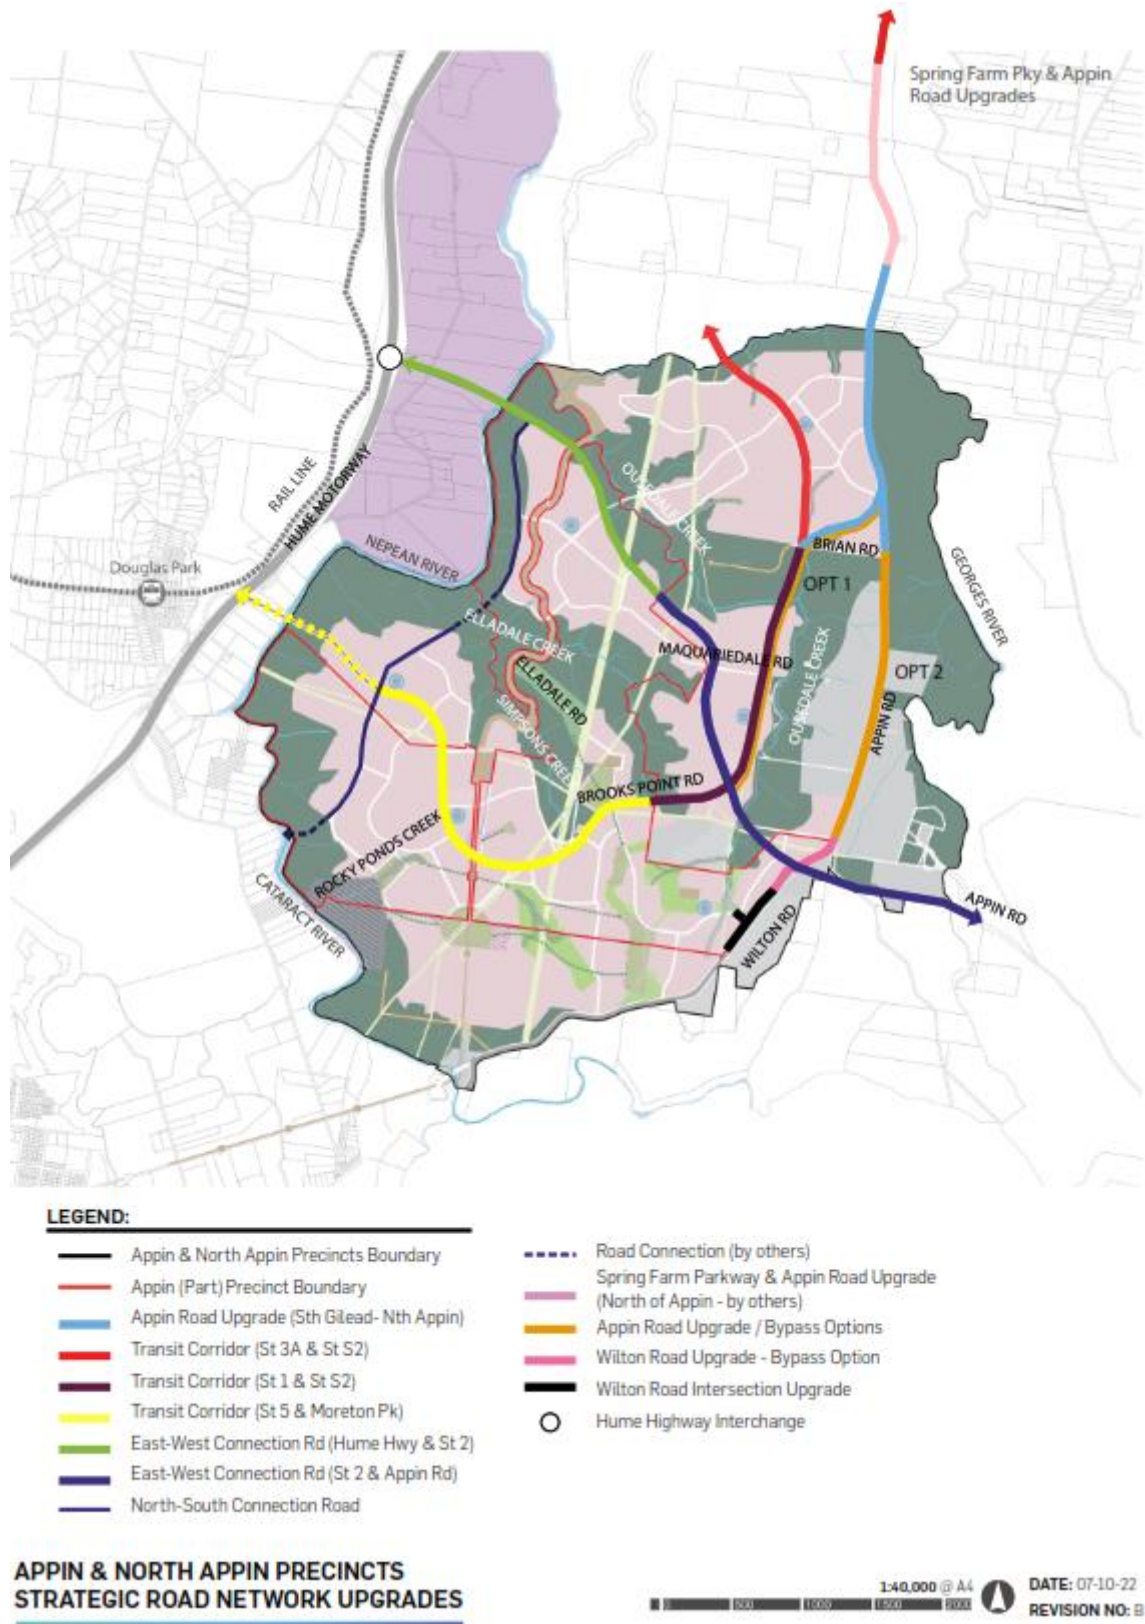 Spring Farm Pky & Appin
Road Upgrades
RAIL LINE
HUME MOTORWAY
NEPEAN RIVER
Douglas Park
OUSEDALE CREEK
BRIAN RD
OPT 1
GEORGES RIVER
ELLADALE CREEK
ELLADALE RD
MAQUARIEDALE RD
OUSEDALE CREEK
OPT 2
APPIN RD
SIMPSONS CREEK
BROOKS POINT RD
ROCKY PONDS CREEK
CATARACT RIVER
WILTON RD
APPIN RD
LEGEND:
Appin & North Appin Precincts Boundary
Appin (Part) Precinct Boundary
Appin Road Upgrade (Sth Gilead- Nth Appin)
Transit Corridor (St 3A & St S2)
Transit Corridor (St 1 & St S2)
Transit Corridor (St 5 & Moreton Pk)
East-West Connection Rd (Hume Hwy & St 2)
East-West Connection Rd (St 2 & Appin Rd)
North-South Connection Road
Road Connection (by others)
Spring Farm Parkway & Appin Road Upgrade
(North of Appin - by others)
Appin Road Upgrade / Bypass Options
Wilton Road Upgrade - Bypass Option
Wilton Road Intersection Upgrade
Hume Highway Interchange
APPIN & NORTH APPIN PRECINCTS
STRATEGIC ROAD NETWORK UPGRADES
1:40,000 @ A4
0 500 1000 1500 2000
DATE: 07-10-22
REVISION NO: